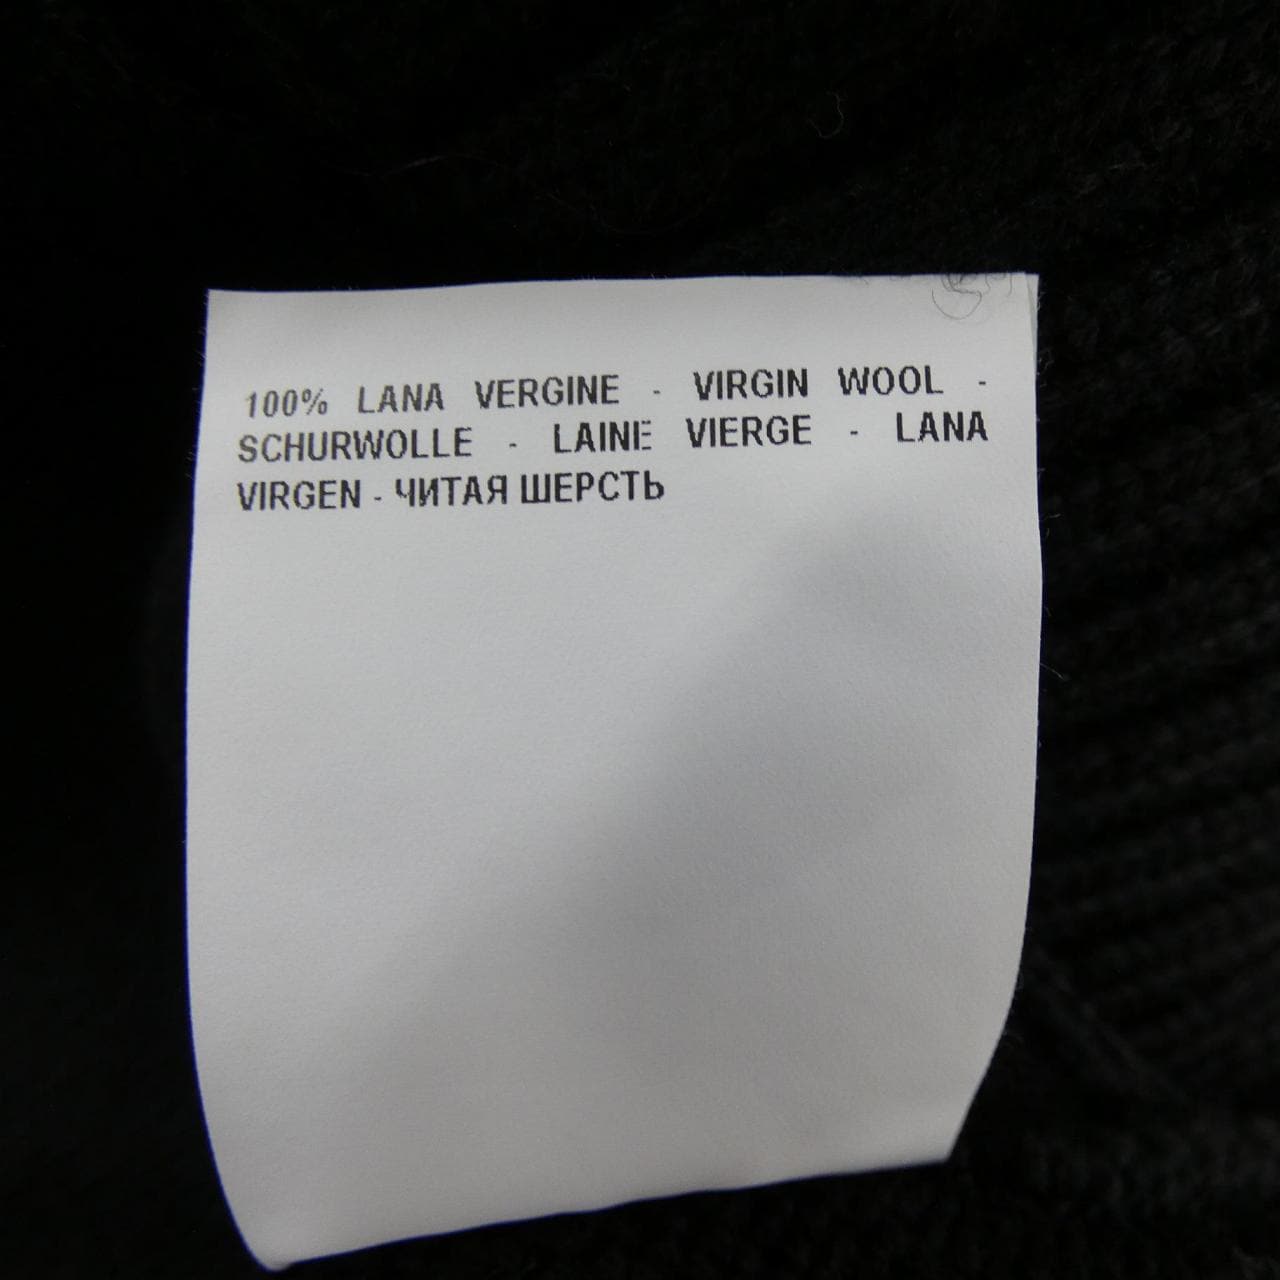 100% LANA VERGINE - VIRGIN WOOL -
SCHURWOLLE - LAINE VIERGE - LANA
VIRGEN - ЧИТАЯ ШЕРСТЬ